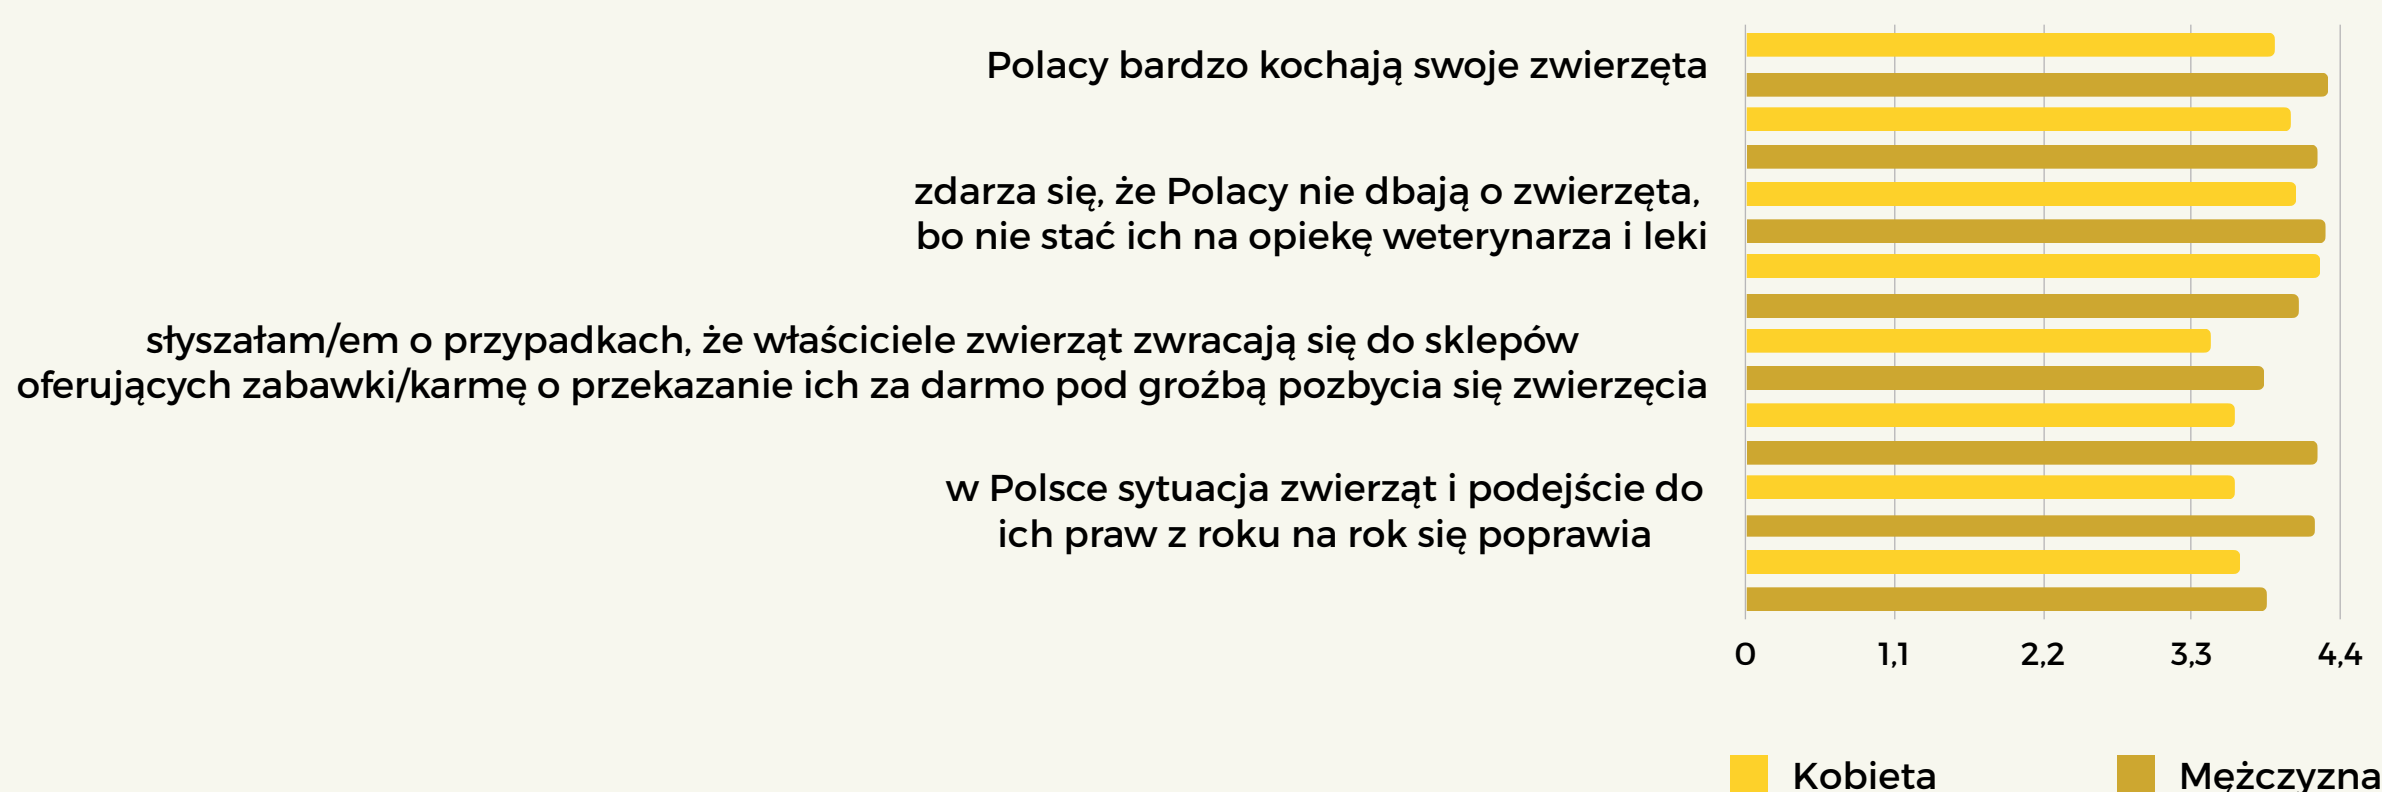 Polacy bardzo kochają swoje zwierzęta
zdarza się, że Polacy nie dbają o zwierzęta,
bo nie stać ich na opiekę weterynarza i leki
słyszałam/em o przypadkach, że właściciele zwierząt zwracają się do sklepów
oferujących zabawki/karmę o przekazanie ich za darmo pod groźbą pozbycia się zwierzęcia
w Polsce sytuacja zwierząt i podejście do
ich praw z roku na rok się poprawia
0 1,1 2,2 3,3 4,4
Kobieta Mężczyzna